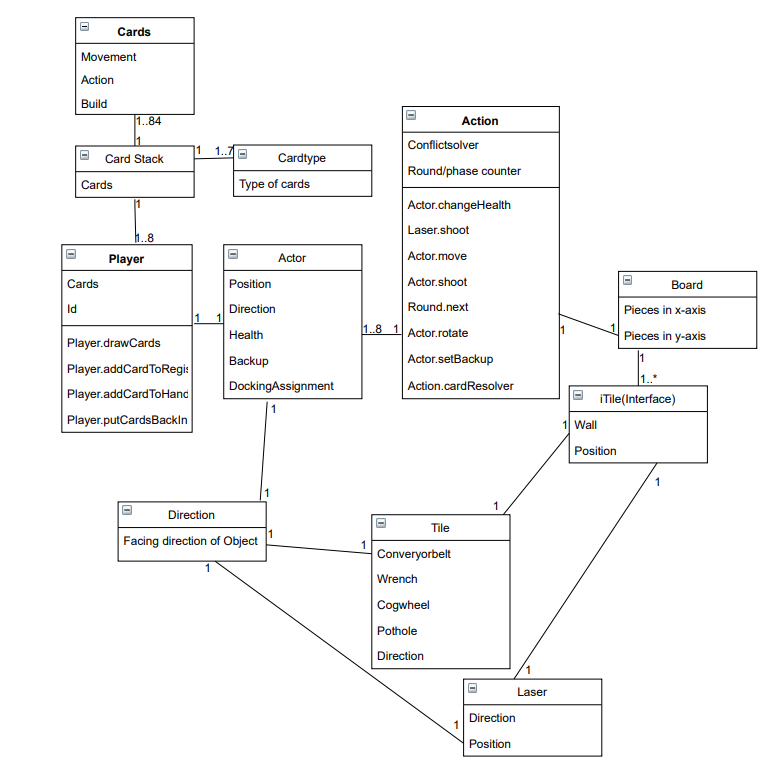 Cards
Movement
Action
Build
1..84
1
Card Stack
Cards
1
1..7
Cardtype
Type of cards
1
1..8
Player
Cards
Id
Player.drawCards
Player.addCardToRegis
Player.addCardToHand
Player.putCardsBackIn
1
1
Actor
Position
Direction
Health
Backup
DockingAssignment
1..8
1
Action
Conflictsolver
Round/phase counter
Actor.changeHealth
Laser.shoot
Actor.move
Actor.shoot
Round.next
Actor.rotate
Actor.setBackup
Action.cardResolver
1
1
Board
Pieces in x-axis
Pieces in y-axis
1
1..*
iTile(Interface)
Wall
Position
1
1
1
1
1
Direction
Facing direction of Object
1
1
1
Tile
Converyorbelt
Wrench
Cogwheel
Pothole
Direction
1
1
Laser
Direction
Position